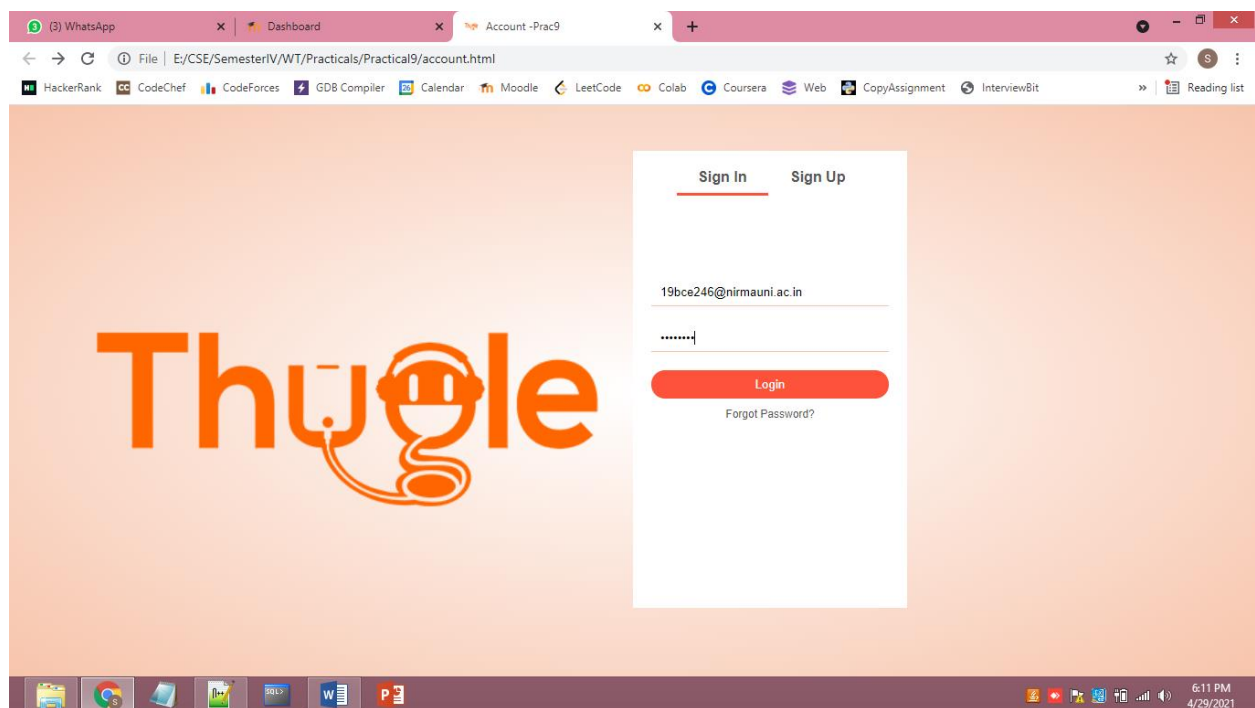 (3) WhatsApp
Dashboard
Account -Prac9
File | E:/CSE/SemesterIV/WT/Practicals/Practical9/account.html
S
HackerRank CodeChef CodeForces GDB Compiler Calendar Moodle LeetCode Colab Coursera Web CopyAssignment InterviewBit » Reading list
Sign In Sign Up
19bce246@nirmauni.ac.in
••••••••
Thugle
Login
Forgot Password?
6:11 PM
4/29/2021